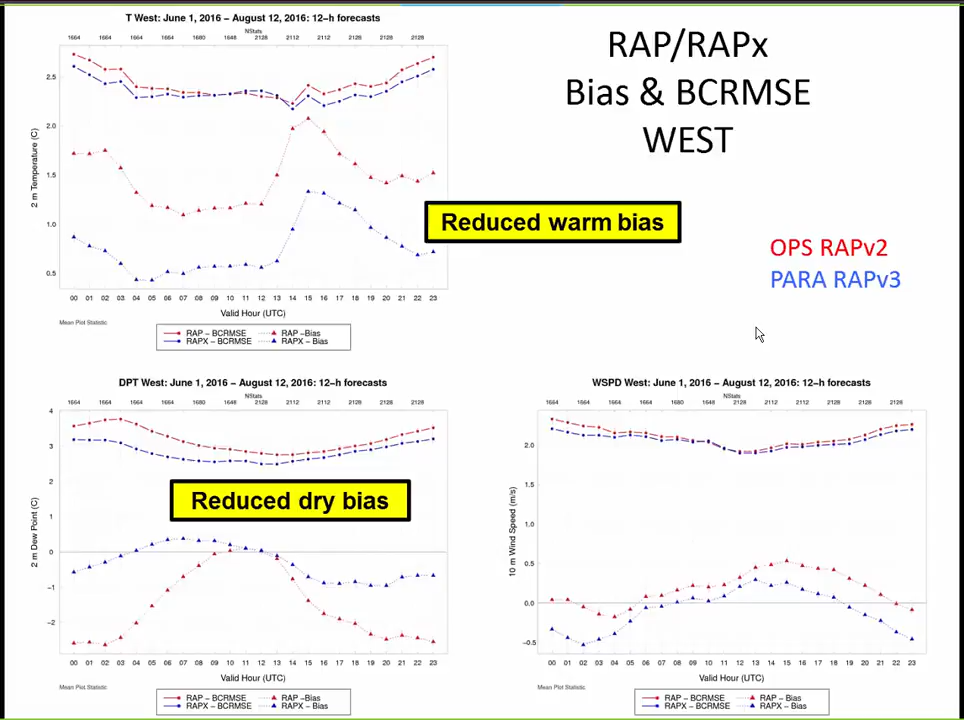 T West: June 1, 2016 – August 12, 2016: 12–h forecasts
NStats
1664 1664 1664 1680 1648 2128 2112 2112 2128 2128
2.5
2.0
1.5
1.0
0.5
2 m Temperature (C)
00 01 02 03 04 05 06 07 08 09 10 11 12 13 14 15 16 17 18 19 20 21 22 23
Valid Hour (UTC)
Mean Plot Statistic
RAP – BCRMSE RAP –Bias
RAPX – BCRMSE RAPX – Bias
RAP/RAPx
Bias & BCRMSE
WEST
Reduced warm bias
OPS RAPv2
PARA RAPv3
DPT West: June 1, 2016 – August 12, 2016: 12–h forecasts
NStats
1664 1664 1664 1680 1648 2128 2112 2112 2128 2128
4
3
2
1
0
–1
–2
2 m Dew Point (C)
Reduced dry bias
00 01 02 03 04 05 06 07 08 09 10 11 12 13 14 15 16 17 18 19 20 21 22 23
Valid Hour (UTC)
Mean Plot Statistic
RAP – BCRMSE RAP –Bias
RAPX – BCRMSE RAPX – Bias
WSPD West: June 1, 2016 – August 12, 2016: 12–h forecasts
NStats
1664 1664 1664 1680 1648 2128 2112 2112 2128 2128
2.0
1.5
1.0
0.5
0.0
–0.5
10 m Wind Speed (m/s)
00 01 02 03 04 05 06 07 08 09 10 11 12 13 14 15 16 17 18 19 20 21 22 23
Valid Hour (UTC)
Mean Plot Statistic
RAP – BCRMSE RAP – Bias
RAPX – BCRMSE RAPX – Bias